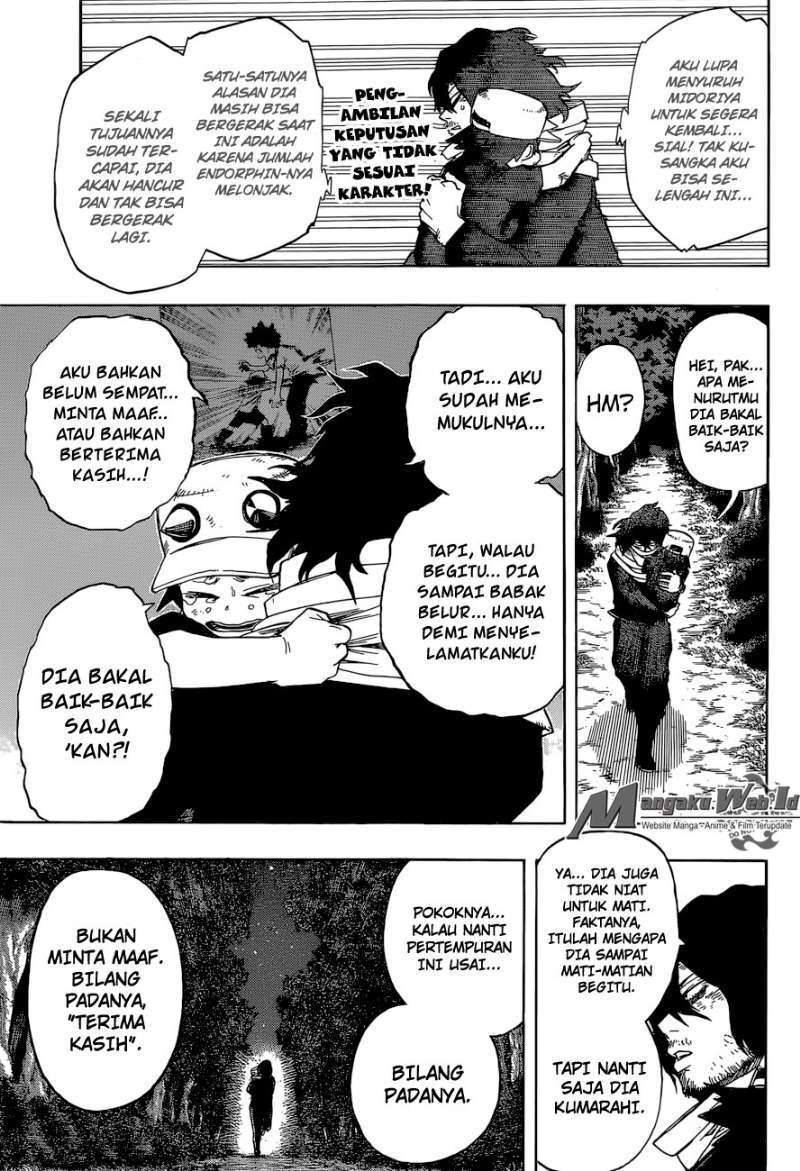 AKU LUPA
MENYURUH
MIDORIYA
UNTUK SEGERA
KEMBALI...
SIAL! TAK KU-
SANGKA AKU
BISA SE-
LENGAH INI...
PENG-
AMBILAN
KEPUTUSAN
YANG TIDAK
SESUAI
KARAKTER!
SATU-SATUNYA
ALASAN DIA
MASIH BISA
BERGERAK SAAT
INI ADALAH
KARENA JUMLAH
ENDORPHIN-NYA
MELONJAK.
SEKALI
TUJUANNYA
SUDAH TER-
CAPAI, DIA
AKAN HANCUR
DAN TAK BISA
BERGERAK
LAGI.
HEI, PAK...
APA ME-
NURUTMU
DIA BAKAL
BAIK-BAIK
SAJA?
HM?
TADI... AKU
SUDAH ME-
MUKULNYA...
TAPI, WALAU
BEGITU... DIA
SAMPAI BABAK
BELUR... HANYA
DEMI MENYE-
LAMATKANKU!
AKU BAHKAN
BELUM SEMPAT...
MINTA MAAF..
ATAU BAHKAN
BERTERIMA
KASIH...!
DIA BAKAL
BAIK-BAIK
SAJA,
'KAN?!
Mangaku.Web.Id
Website Manga - Anime & Film Terupdate
YA... DIA JUGA
TIDAK NIAT
UNTUK MATI.
FAKTANYA,
ITULAH MENGAPA
DIA SAMPAI
MATI-MATIAN
BEGITU.
TAPI NANTI
SAJA DIA
KUMARAHI.
POKOKNYA...
KALAU NANTI
PERTEMPURAN
INI USAI...
BILANG
PADANYA.
BUKAN
MINTA MAAF.
BILANG
PADANYA,
"TERIMA
KASIH".